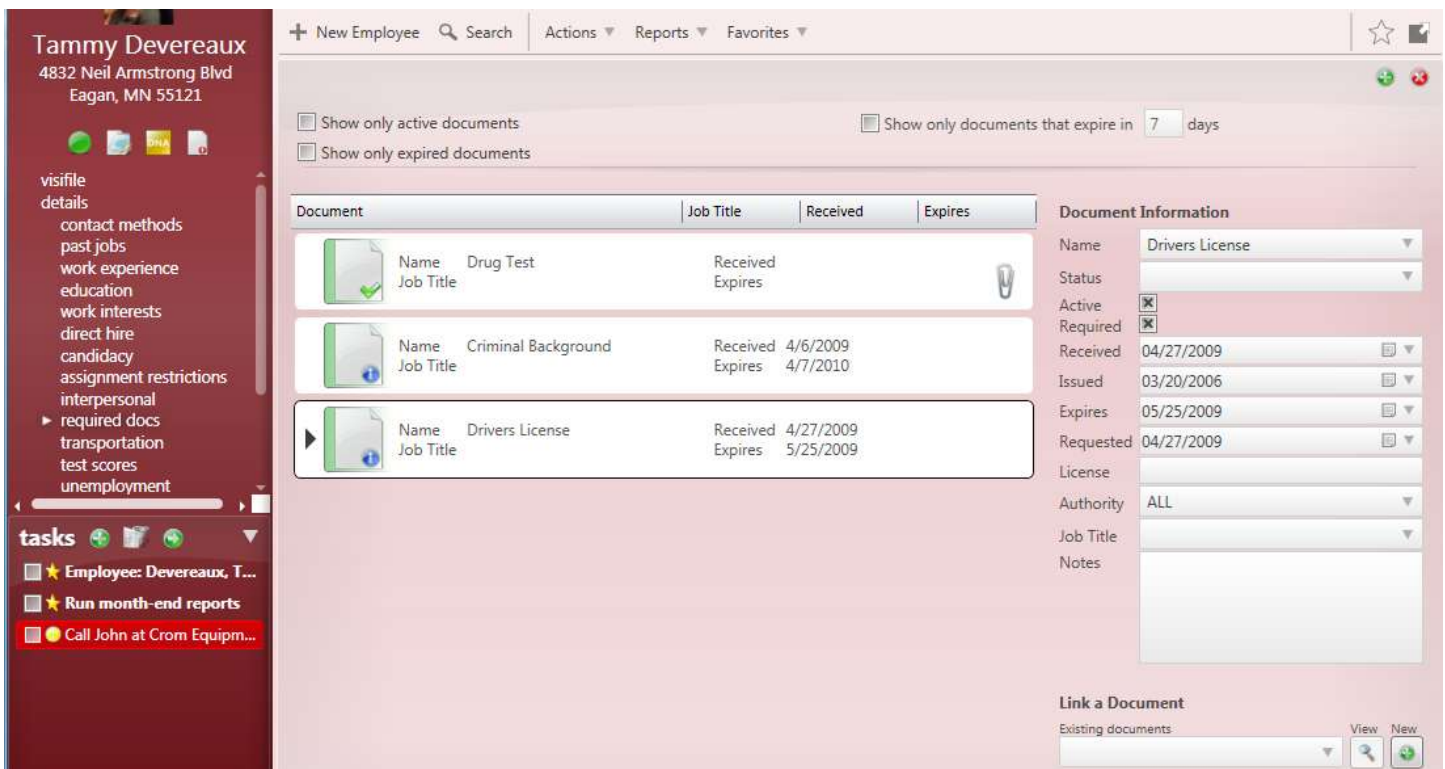 Tammy Devereaux
4832 Neil Armstrong Blvd
Eagan, MN 55121
DNA
visifile
details
contact methods
past jobs
work experience
education
work interests
direct hire
candidacy
assignment restrictions
interpersonal
required docs
transportation
test scores
unemployment
tasks
Employee: Devereaux, T...
Run month-end reports
Call John at Crom Equipm...
New Employee Search Actions Reports Favorites
Show only active documents
Show only documents that expire in 7 days
Show only expired documents
Document Job Title Received Expires
Name Drug Test Received
Job Title Expires
Name Criminal Background Received 4/6/2009
Job Title Expires 4/7/2010
Name Drivers License Received 4/27/2009
Job Title Expires 5/25/2009
Document Information
Name Drivers License
Status
Active
Required
Received 04/27/2009
Issued 03/20/2006
Expires 05/25/2009
Requested 04/27/2009
License
Authority ALL
Job Title
Notes
Link a Document
Existing documents View New